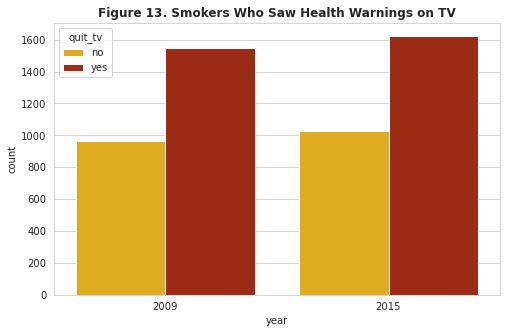 Figure 13. Smokers Who Saw Health Warnings on TV
quit_tv
no
yes
1600
1400
1200
1000
800
600
400
200
0
count
2009
2015
year